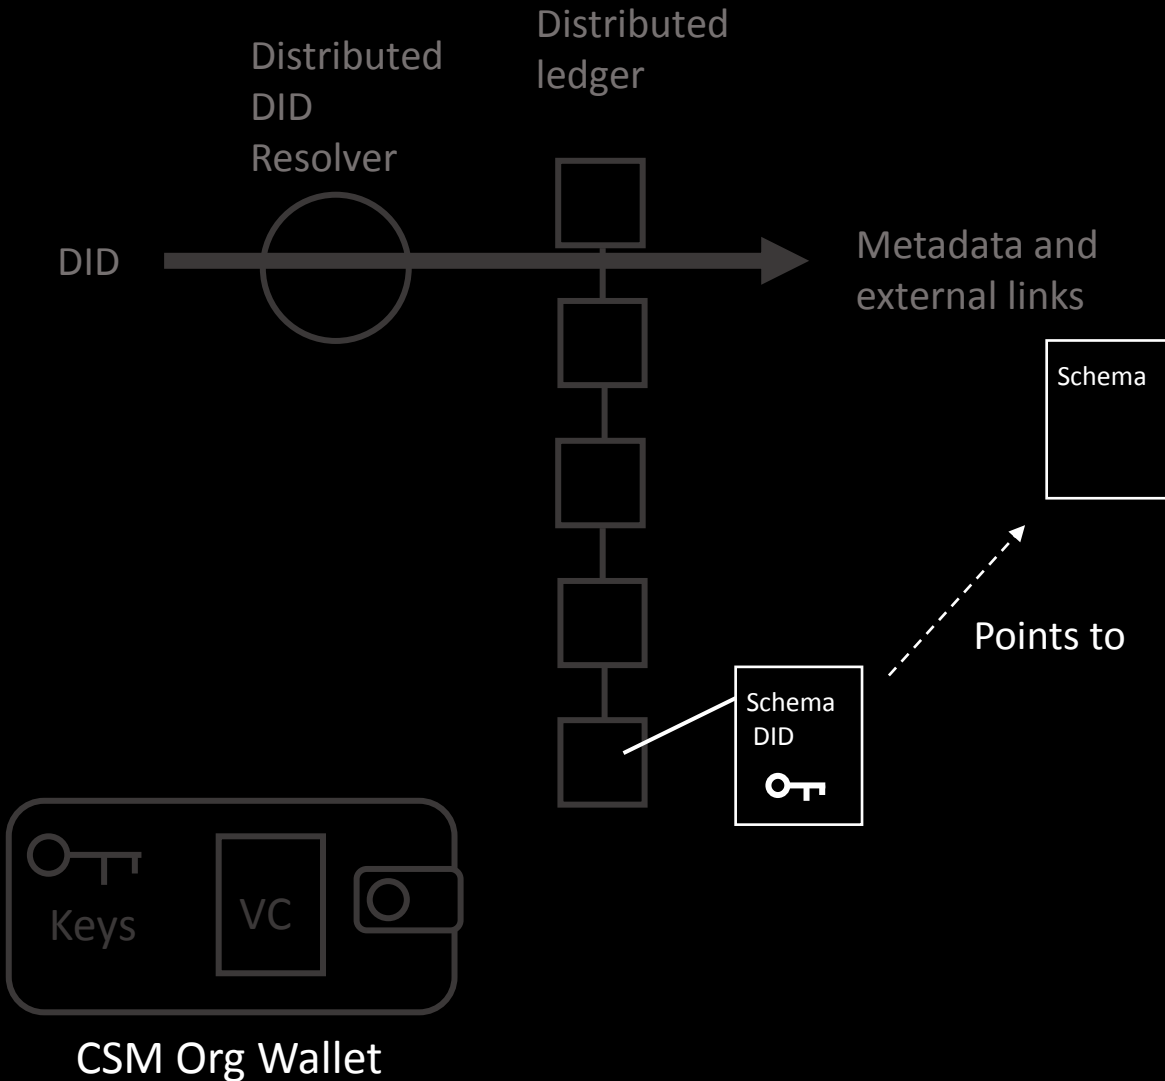 Distributed
ledger
Distributed
DID
Resolver
DID
Metadata and
external links
Schema
Points to
Schema
DID
Keys
VC
CSM Org Wallet